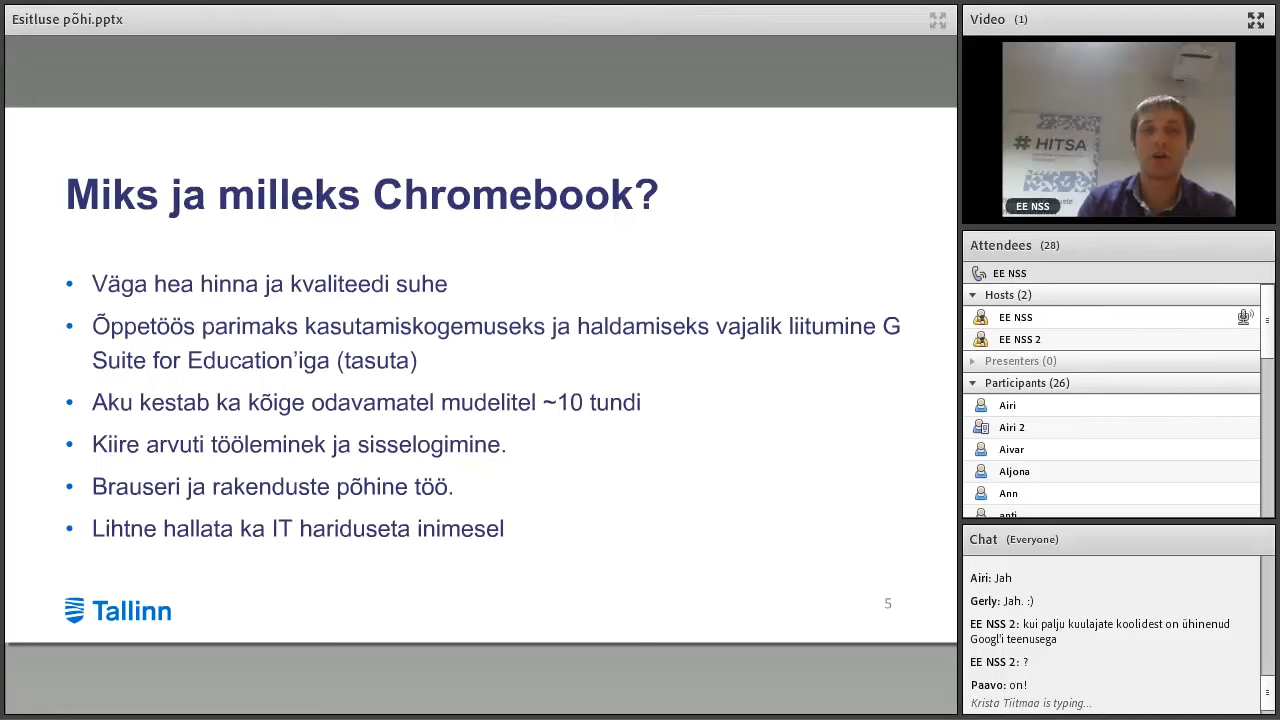 Esitluse põhi.pptx
Miks ja milleks Chromebook?
• Väga hea hinna ja kvaliteedi suhe
• Õppetöös parimaks kasutamiskogemuseks ja haldamiseks vajalik liitumine G
Suite for Education’iga (tasuta)
• Aku kestab ka kõige odavamatel mudelitel ~10 tundi
• Kiire arvuti tööleminek ja sisselogimine.
• Brauseri ja rakenduste põhine töö.
• Lihtne hallata ka IT hariduseta inimesel
Tallinn
5
Video (1)
# HITSA
EE NSS
Attendees (28)
EE NSS
Hosts (2)
EE NSS
EE NSS 2
Presenters (0)
Participants (26)
Airi
Airi 2
Aivar
Aljona
Ann
anti
Chat (Everyone)
Airi: Jah
Gerly: Jah. :)
EE NSS 2: kui palju kuulajate koolidest on ühinenud
Googl'i teenusega
EE NSS 2: ?
Paavo: on!
Krista Tiitmaa is typing...